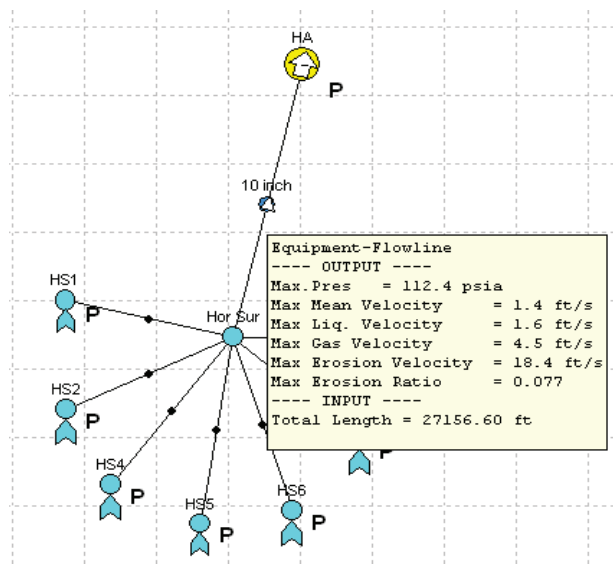 HA
P
10 inch
Equipment-Flowline
---- OUTPUT ----
Max.Pres = 112.4 psia
Max Mean Velocity = 1.4 ft/s
Max Liq. Velocity = 1.6 ft/s
Max Gas Velocity = 4.5 ft/s
Max Erosion Velocity = 18.4 ft/s
Max Erosion Ratio = 0.077
---- INPUT ----
Total Length = 27156.60 ft
HS1
P
Hor Sur
HS2
P
P
HS4
P
HS5
P
HS6
P